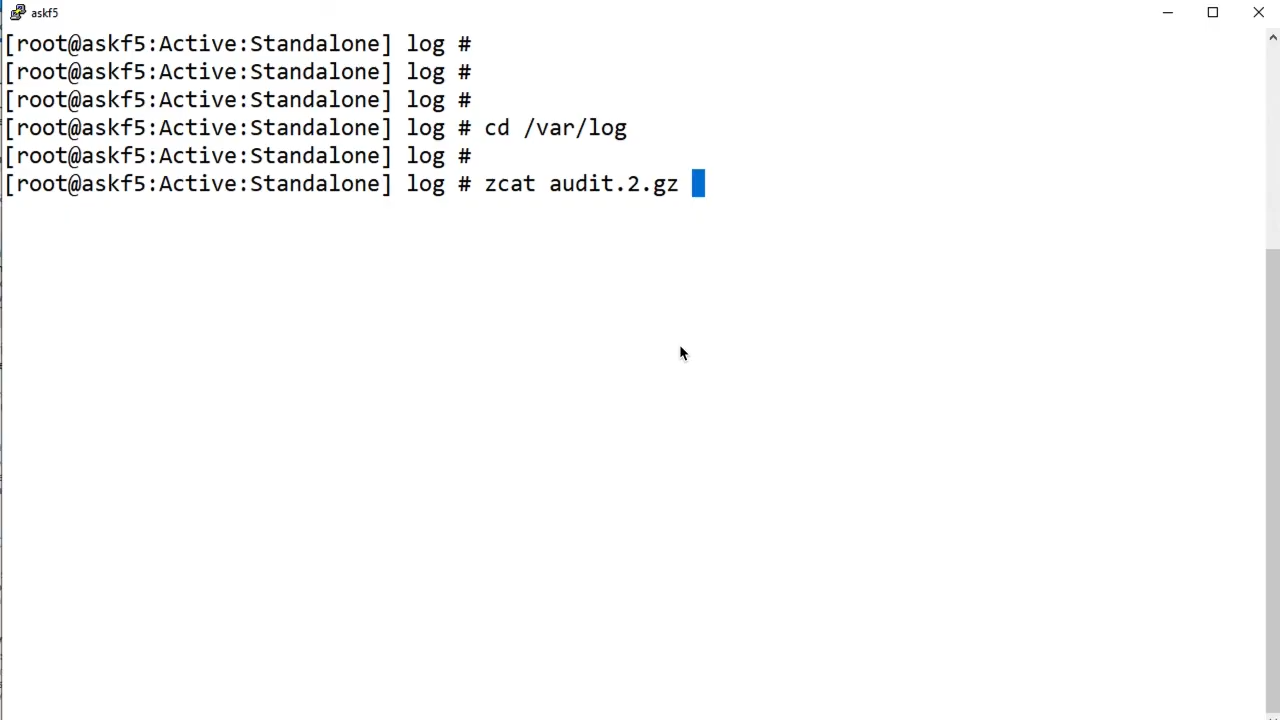 askf5
[root@askf5:Active:Standalone] log #
[root@askf5:Active:Standalone] log #
[root@askf5:Active:Standalone] log #
[root@askf5:Active:Standalone] log # cd /var/log
[root@askf5:Active:Standalone] log #
[root@askf5:Active:Standalone] log # zcat audit.2.gz